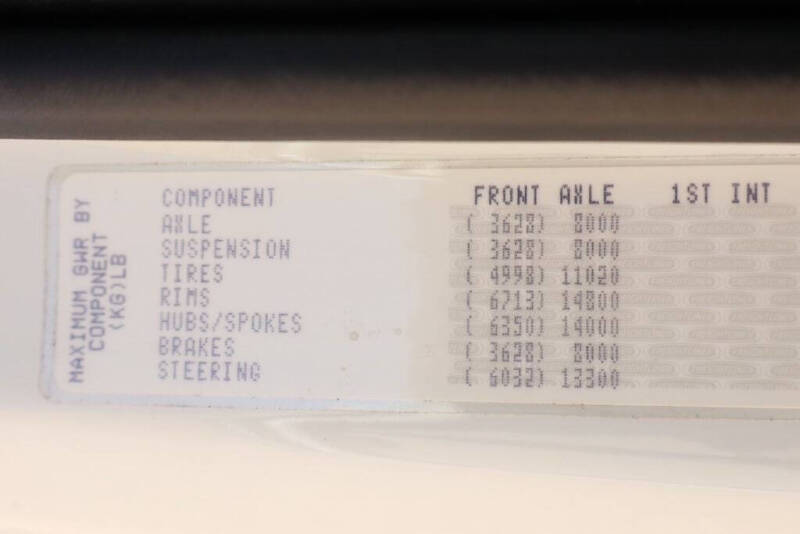 MAXIMUM GWR BY
COMPONENT
(KG)LB
COMPONENT FRONT AXLE 1ST INT
AXLE ( 3628) 8000
SUSPENSION ( 3628) 8000
TIRES ( 4998) 11020
RIMS ( 6713) 14800
HUBS/SPOKES ( 6350) 14000
BRAKES ( 3628) 8000
STEERING ( 6032) 13300